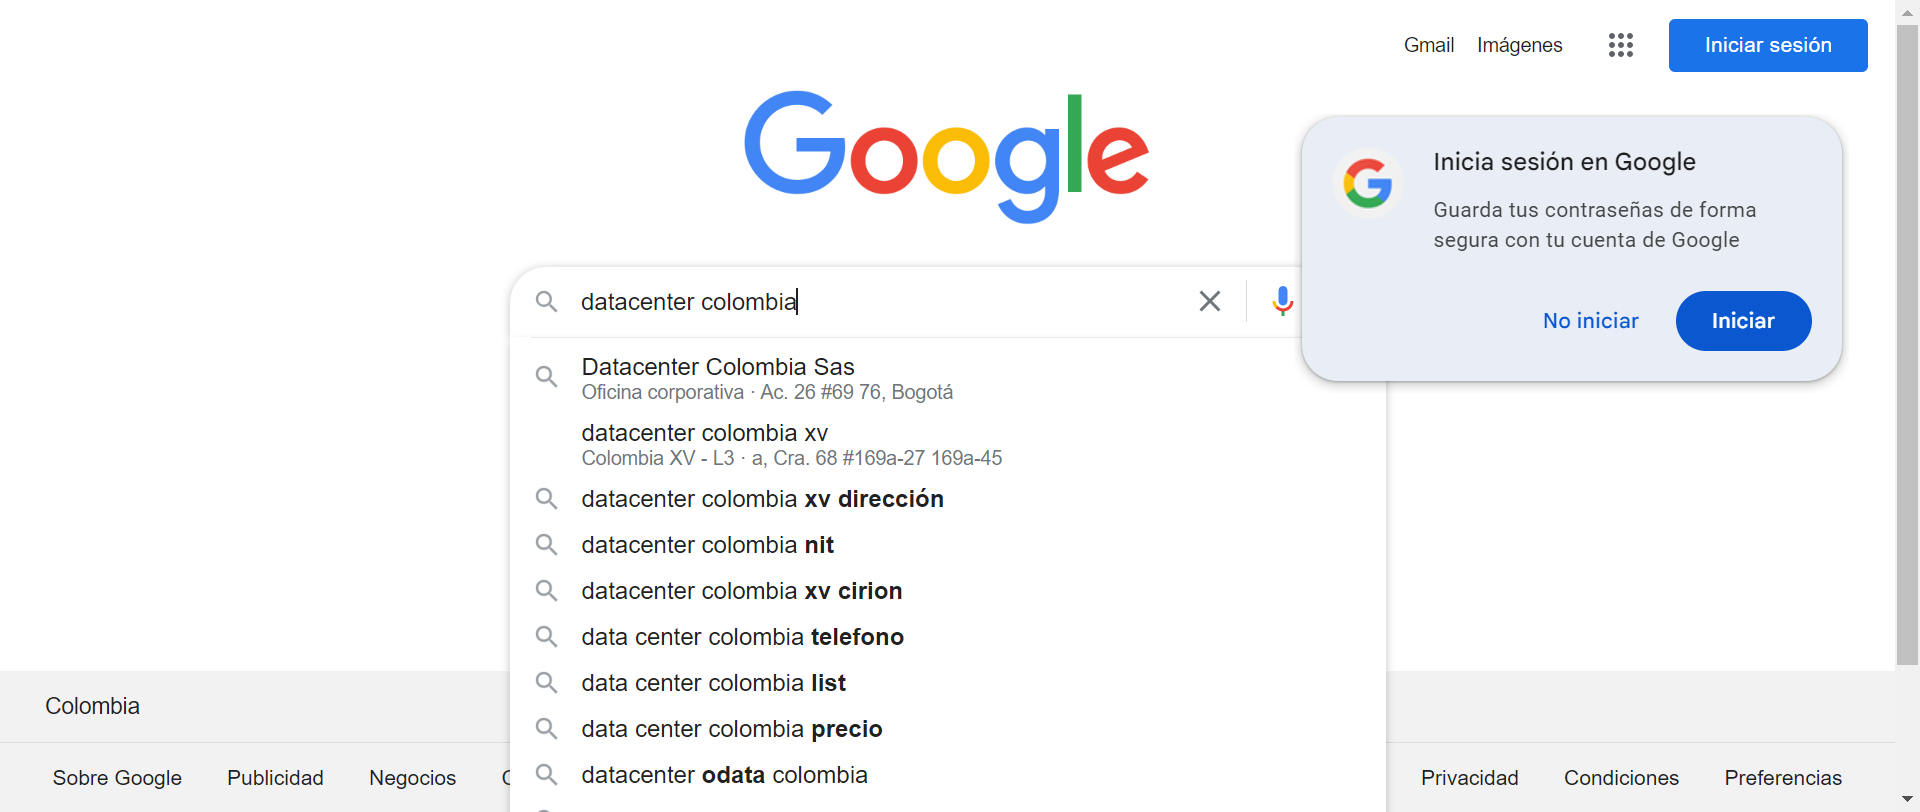 Gmail Imágenes Iniciar sesión
Google
Inicia sesión en Google
Guarda tus contraseñas de forma
segura con tu cuenta de Google
No iniciar Iniciar
datacenter colombia
Datacenter Colombia Sas
Oficina corporativa · Ac. 26 #69 76, Bogotá
datacenter colombia xv
Colombia XV - L3 · a, Cra. 68 #169a-27 169a-45
datacenter colombia xv dirección
datacenter colombia nit
datacenter colombia xv cirion
data center colombia telefono
data center colombia list
data center colombia precio
datacenter odata colombia
Colombia
Sobre Google Publicidad Negocios Privacidad Condiciones Preferencias